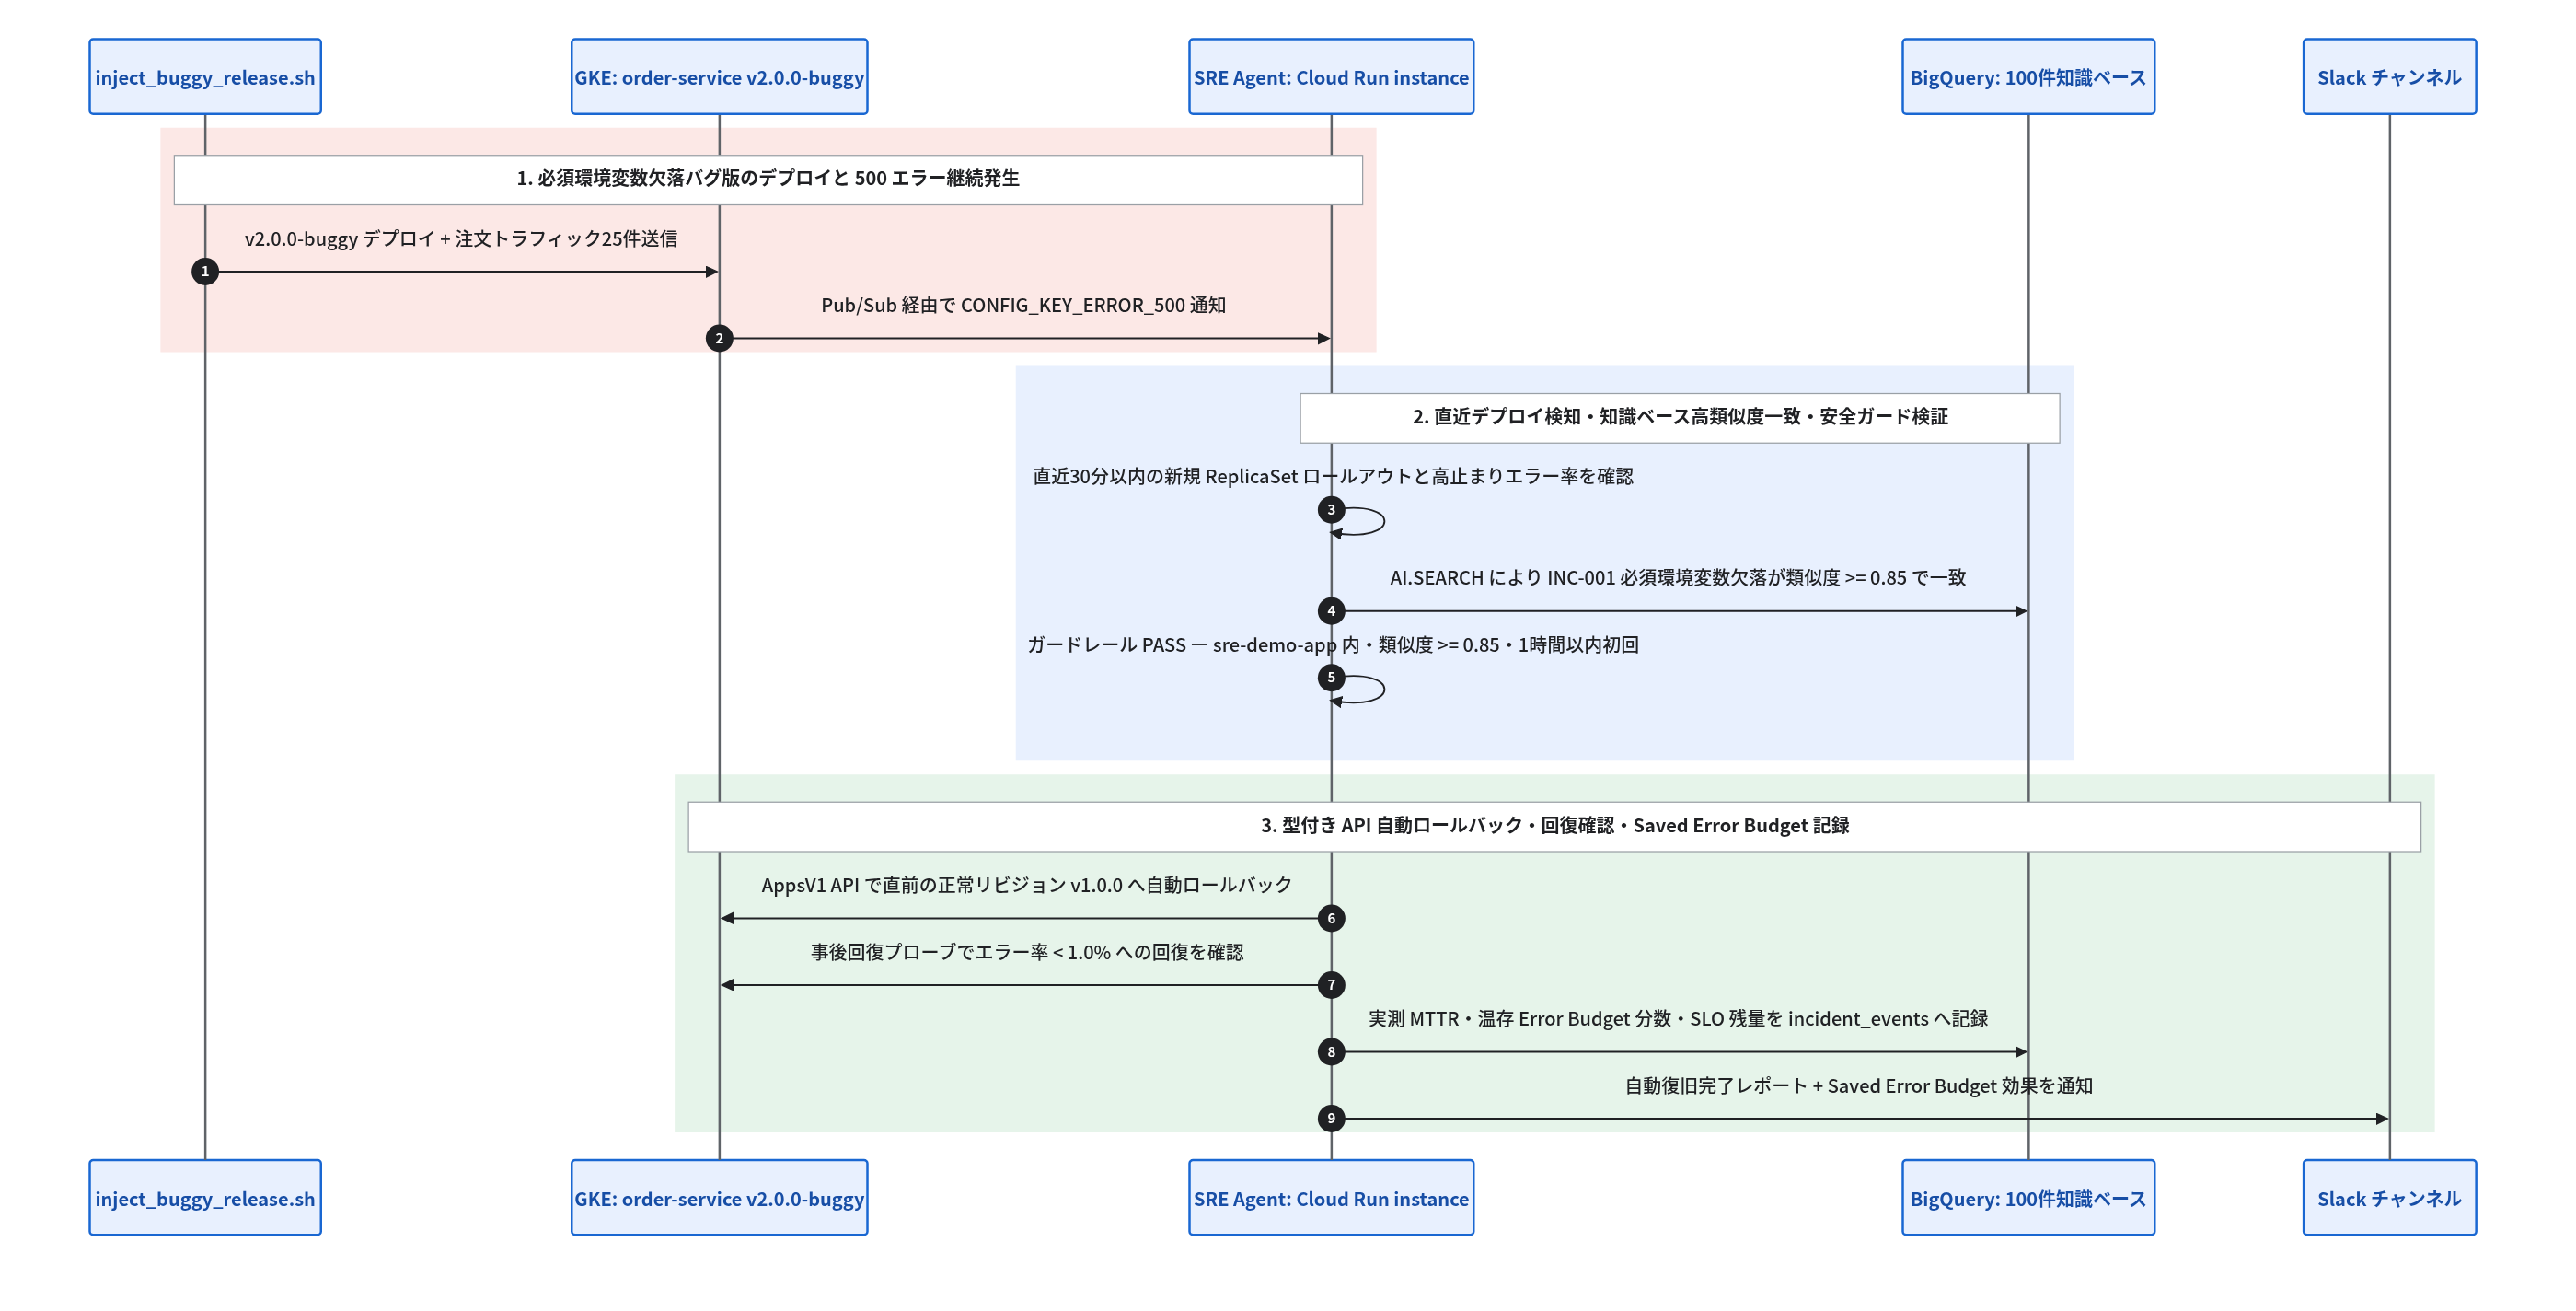 inject_buggy_release.sh
GKE: order-service v2.0.0-buggy
SRE Agent: Cloud Run instance
BigQuery: 100件知識ベース
Slack チャンネル
1. 必須環境変数欠落バグ版のデプロイと 500 エラー継続発生
v2.0.0-buggy デプロイ + 注文トラフィック25件送信
1
Pub/Sub 経由で CONFIG_KEY_ERROR_500 通知
2
2. 直近デプロイ検知・知識ベース高類似度一致・安全ガード検証
直近30分以内の新規 ReplicaSet ロールアウトと高止まりエラー率を確認
3
AI.SEARCH により INC-001 必須環境変数欠落が類似度 >= 0.85 で一致
4
ガードレール PASS — sre-demo-app 内・類似度 >= 0.85・1時間以内初回
5
3. 型付き API 自動ロールバック・回復確認・Saved Error Budget 記録
AppsV1 API で直前の正常リビジョン v1.0.0 へ自動ロールバック
6
事後回復プローブでエラー率 < 1.0% への回復を確認
7
実測 MTTR・温存 Error Budget 分数・SLO 残量を incident_events へ記録
8
自動復旧完了レポート + Saved Error Budget 効果を通知
9
inject_buggy_release.sh
GKE: order-service v2.0.0-buggy
SRE Agent: Cloud Run instance
BigQuery: 100件知識ベース
Slack チャンネル